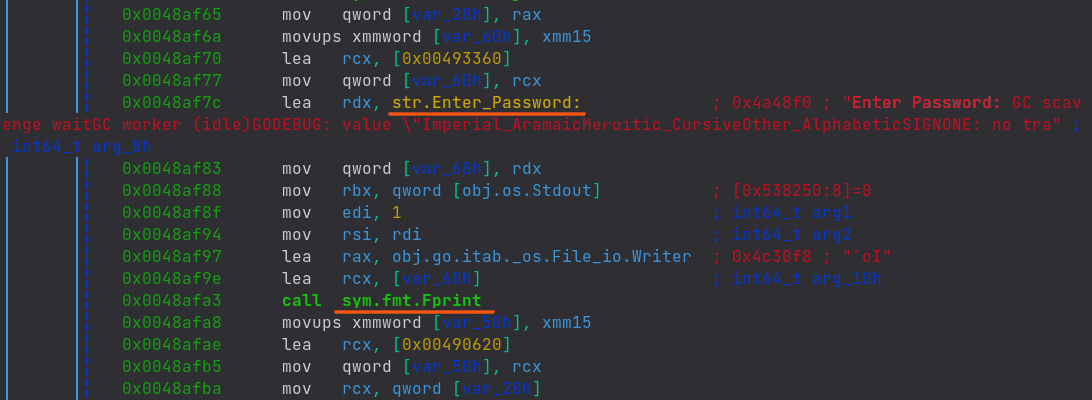 0x0048af65 mov qword [var_28h], rax
0x0048af6a movups xmmword [var_60h], xmm15
0x0048af70 lea rcx, [0x00493360]
0x0048af77 mov qword [var_60h], rcx
0x0048af7c lea rdx, str.Enter_Password: ; 0x4a48f0 ; "Enter Password: GC scav
enge waitGC worker (idle)GODEBUG: value \"Imperial_AramaicMeroitic_CursiveOther_AlphabeticSIGNONE: no tra" ;
int64_t arg_8h
0x0048af83 mov qword [var_68h], rdx
0x0048af88 mov rbx, qword [obj.os.Stdout] ; [0x538250:8]=0
0x0048af8f mov edi, 1 ; int64_t arg1
0x0048af94 mov rsi, rdi ; int64_t arg2
0x0048af97 lea rax, obj.go.itab._os.File_io.Writer ; 0x4c30f8 ; "`oI"
0x0048af9e lea rcx, [var_60h] ; int64_t arg_10h
0x0048afa3 call sym.fmt.Fprint
0x0048afa8 movups xmmword [var_50h], xmm15
0x0048afae lea rcx, [0x00490620]
0x0048afb5 mov qword [var_50h], rcx
0x0048afba mov rcx, qword [var_28h]